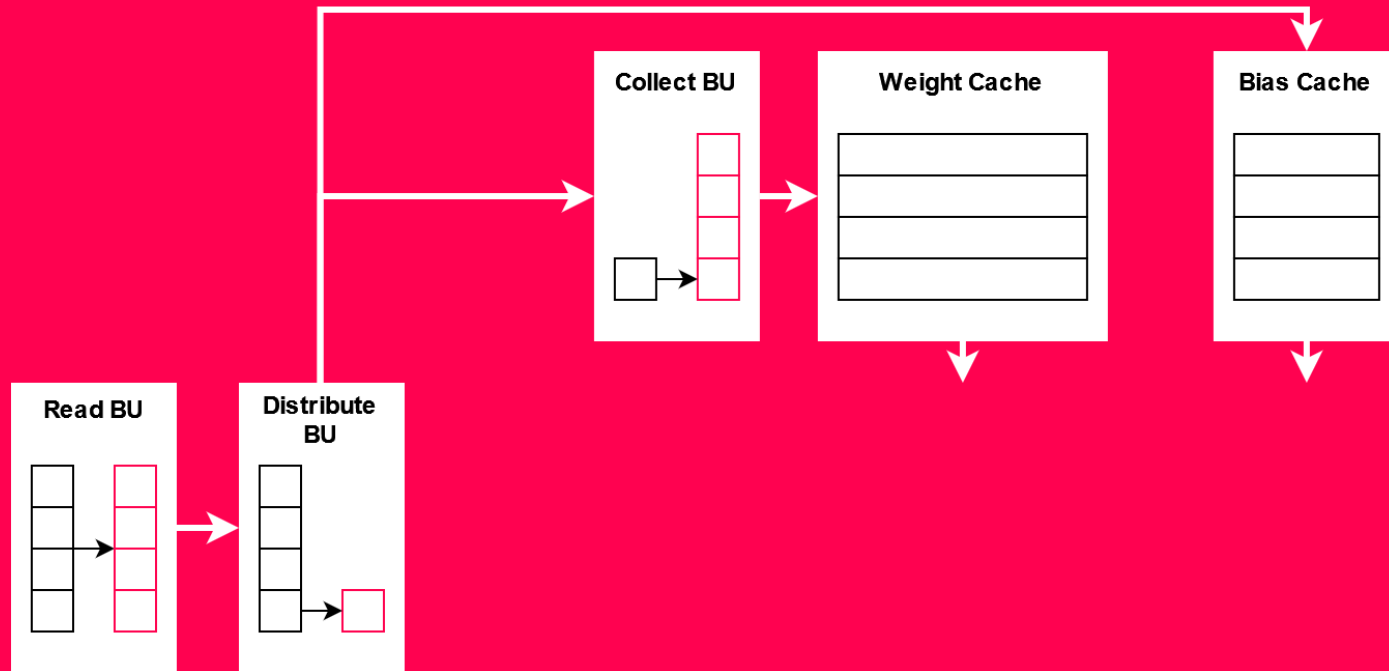 Collect BU
Weight Cache
Bias Cache
Read BU
Distribute
BU